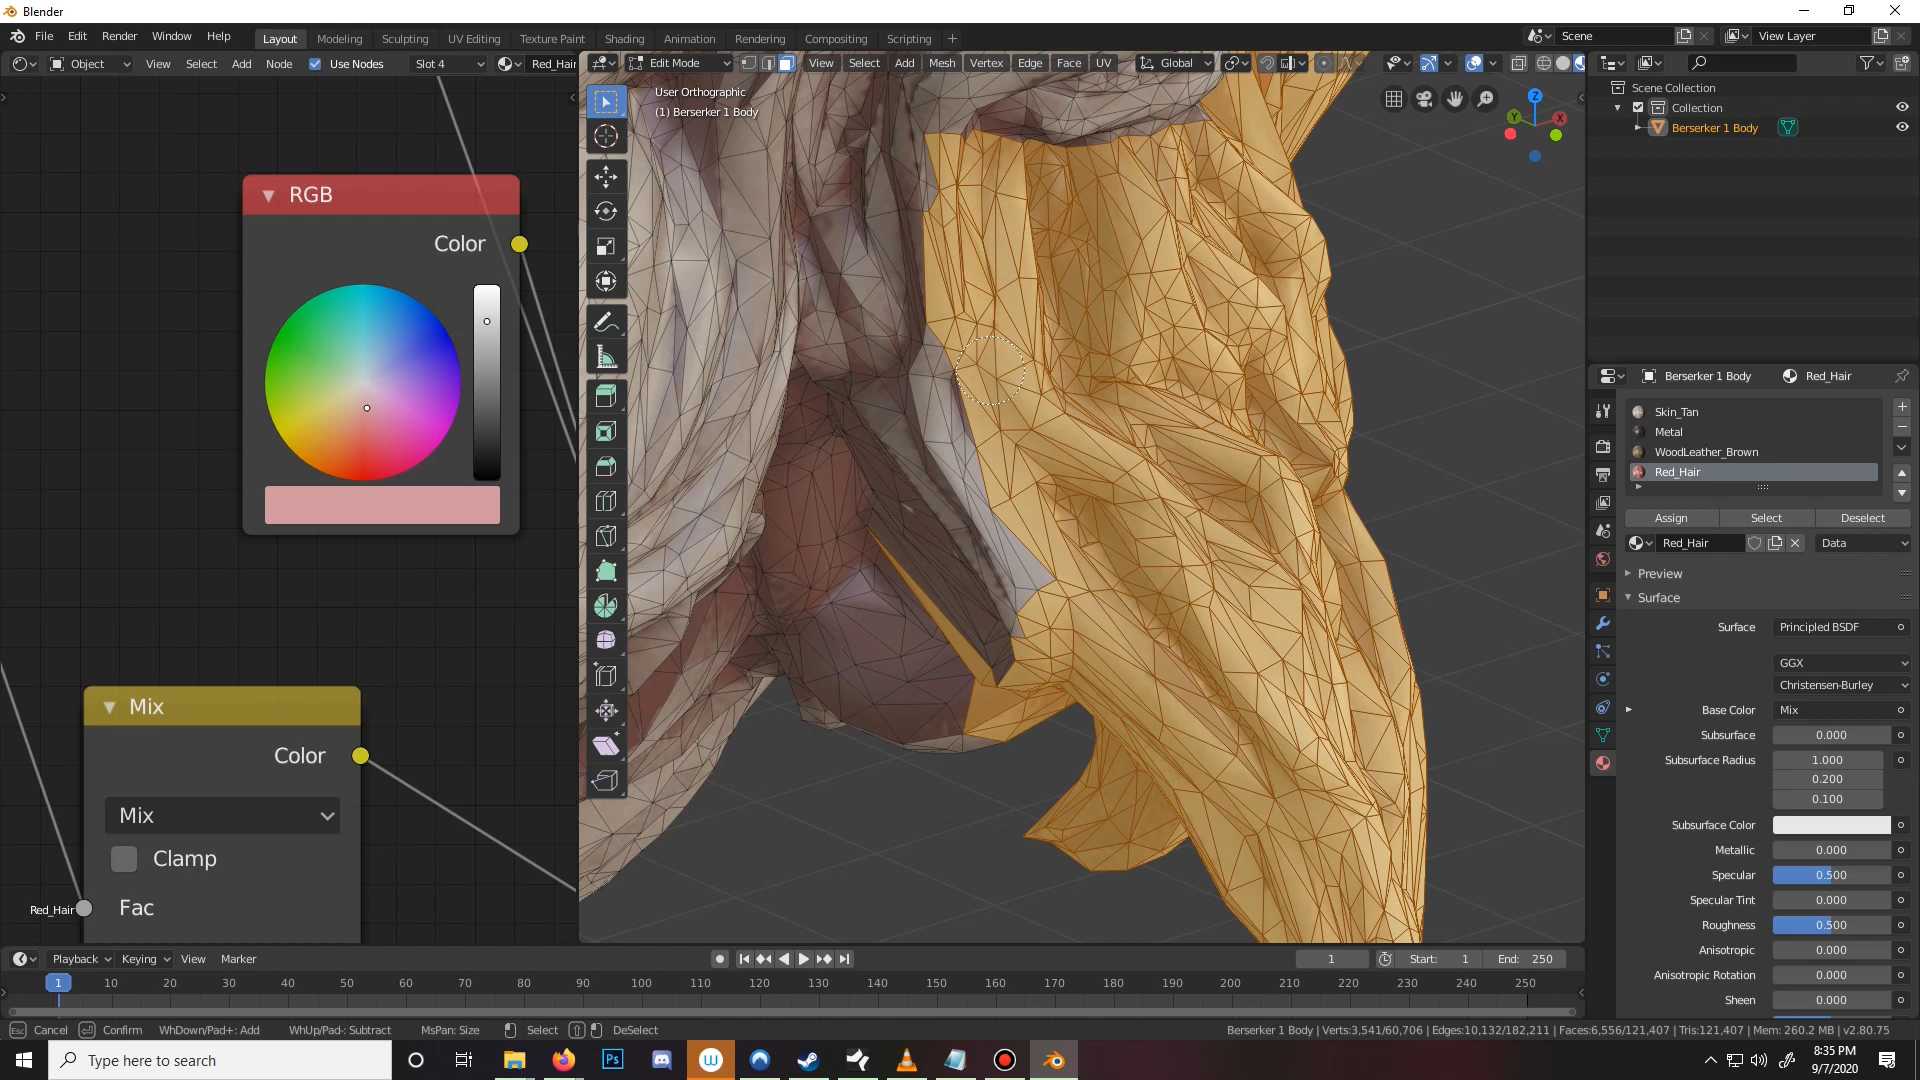 Blender
File Edit Render Window Help
Layout Modeling Sculpting UV Editing Texture Paint Shading Animation Rendering Compositing Scripting
Scene
View Layer
Object View Select Add Node Use Nodes Slot 4 Red_Hair
Edit Mode View Select Add Mesh Vertex Edge Face UV Global
User Orthographic
(1) Berserker 1 Body
Z
Y
X
Scene Collection
Collection
Berserker 1 Body
RGB
Color
Mix
Color
Mix
Clamp
Red_Hair
Fac
Berserker 1 Body Red_Hair
Skin_Tan
Metal
WoodLeather_Brown
Red_Hair
Assign Select Deselect
Red_Hair Data
Preview
Surface
Surface Principled BSDF
GGX
Christensen-Burley
Base Color Mix
Subsurface 0.000
Subsurface Radius 1.000
0.200
0.100
Subsurface Color
Metallic 0.000
Specular 0.500
Specular Tint 0.000
Roughness 0.500
Anisotropic 0.000
Anisotropic Rotation 0.000
Sheen 0.000
Playback Keying View Marker
1 Start: 1 End: 250
1 10 20 30 40 50 60 70 80 90 100 110 120 130 140 150 160 170 180 190 200 210 220 230 240 250
Esc Cancel Confirm WhDown/Pad+: Add WhUp/Pad-: Subtract MsPan: Size Select DeSelect
Berserker 1 Body | Verts:3,541/60,706 | Edges:10,132/182,211 | Faces:6,556/121,407 | Tris:121,407 | Mem: 260.2 MB | v2.80.75
Type here to search
Ps
W
8:35 PM
9/7/2020